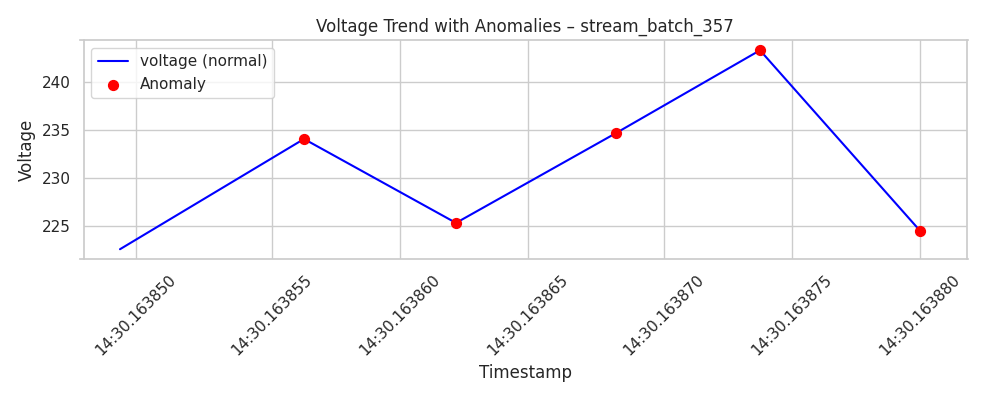 Voltage Trend with Anomalies – stream_batch_357
voltage (normal)
Anomaly
Voltage
240
235
230
225
14:30.163850
14:30.163855
14:30.163860
14:30.163865
14:30.163870
14:30.163875
14:30.163880
Timestamp